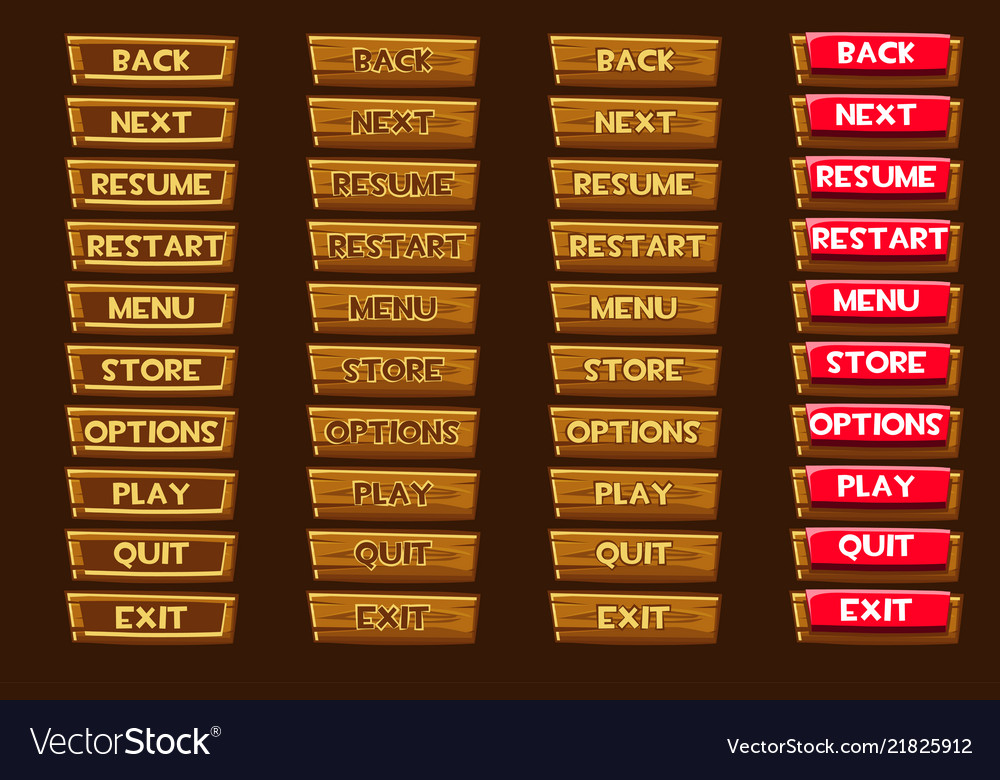 BACK BACK BACK BACK
NEXT NEXT NEXT NEXT
RESUME RESUME RESUME RESUME
RESTART RESTART RESTART RESTART
MENU MENU MENU MENU
STORE STORE STORE STORE
OPTIONS OPTIONS OPTIONS OPTIONS
PLAY PLAY PLAY PLAY
QUIT QUIT QUIT QUIT
EXIT EXIT EXIT EXIT
VectorStock® VectorStock.com/21825912